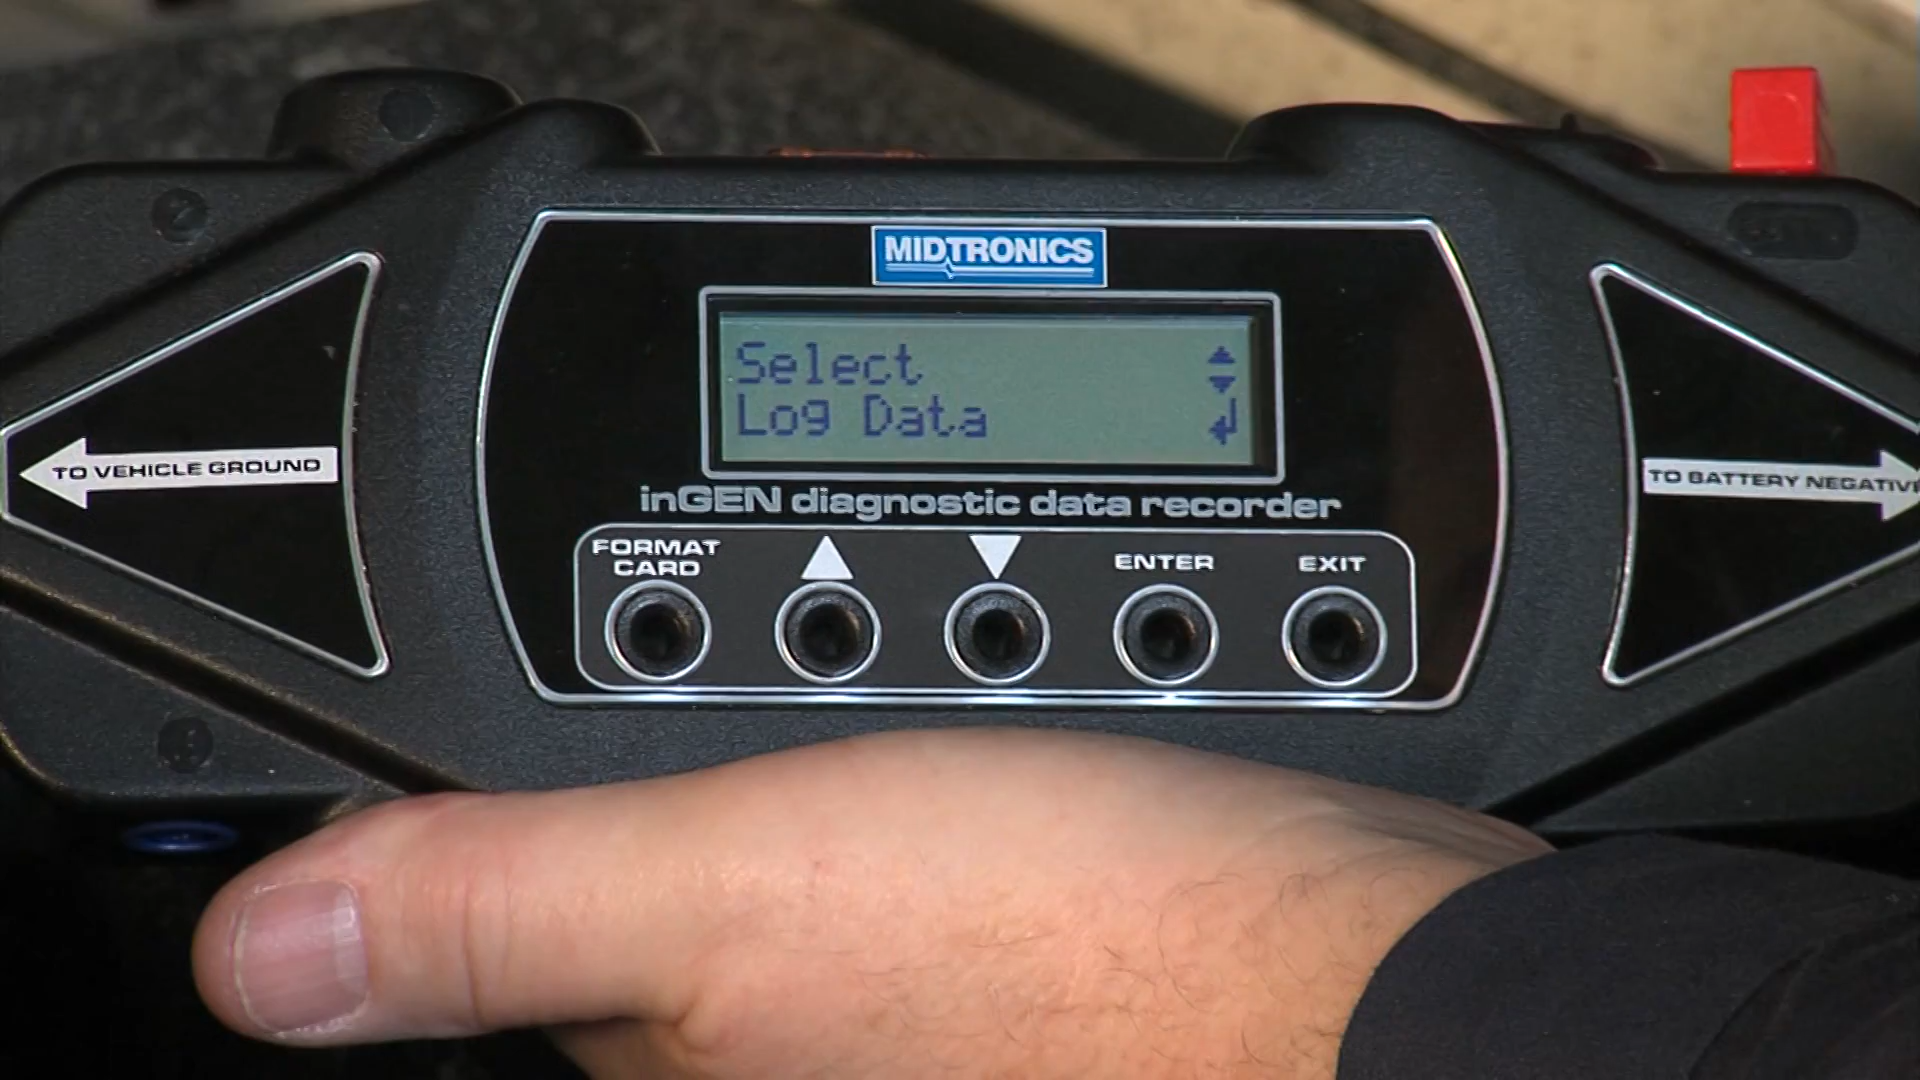 MIDTRONICS
Select
Log Data
inGEN diagnostic data recorder
TO VEHICLE GROUND
TO BATTERY NEGATIVE
FORMAT
CARD
ENTER
EXIT